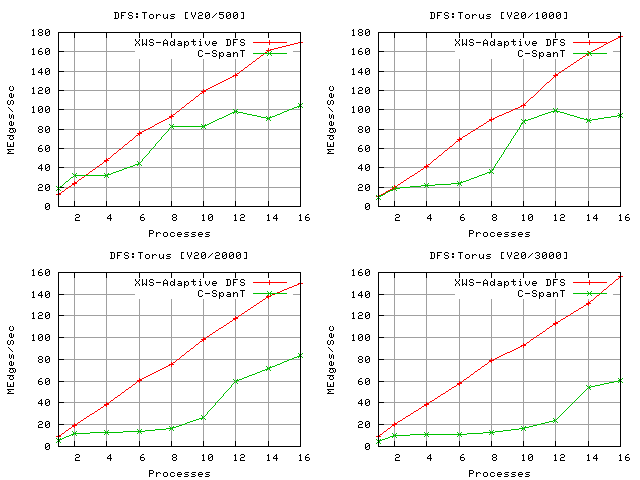 DFS:Torus [V20/500]
MEdges/Sec
180
160
140
120
100
80
60
40
20
0
XWS-Adaptive DFS
C-SpanT
2 4 6 8 10 12 14 16
Processes
DFS:Torus [V20/1000]
MEdges/Sec
180
160
140
120
100
80
60
40
20
0
XWS-Adaptive DFS
C-SpanT
2 4 6 8 10 12 14 16
Processes
DFS:Torus [V20/2000]
MEdges/Sec
160
140
120
100
80
60
40
20
0
XWS-Adaptive DFS
C-SpanT
2 4 6 8 10 12 14 16
Processes
DFS:Torus [V20/3000]
MEdges/Sec
160
140
120
100
80
60
40
20
0
XWS-Adaptive DFS
C-SpanT
2 4 6 8 10 12 14 16
Processes